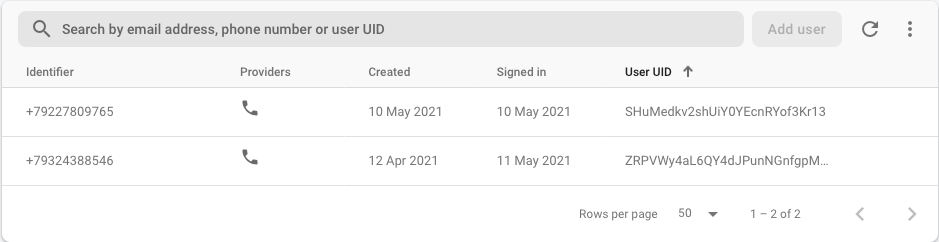 Search by email address, phone number or user UID Add user
Identifier Providers Created Signed in User UID
+79227809765 10 May 2021 10 May 2021 SHuMedkv2shUiY0YEcnRYof3Kr13
+79324388546 12 Apr 2021 11 May 2021 ZRPVWy4aL6QY4dJPunNGnfgpM...
Rows per page 50 1 – 2 of 2